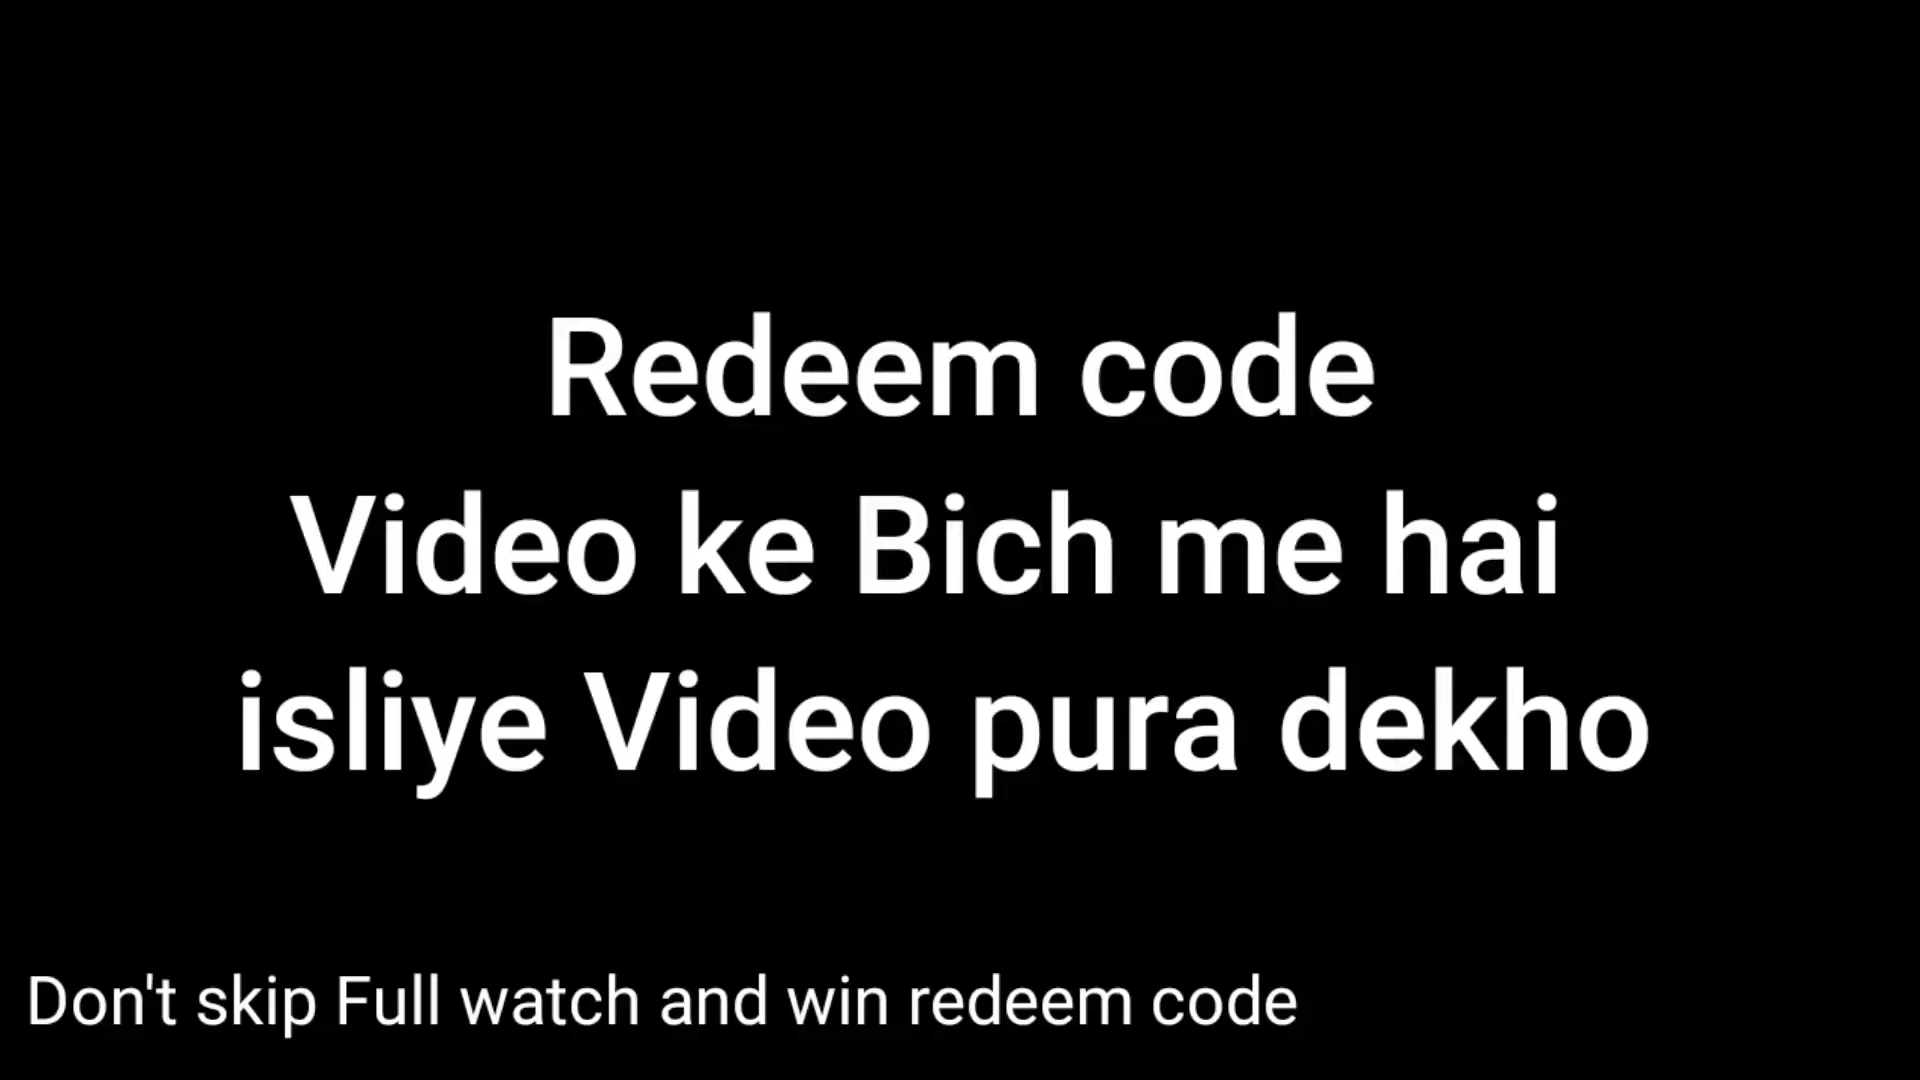 Redeem code
Video ke Bich me hai
isliye Video pura dekho
Don't skip Full watch and win redeem code